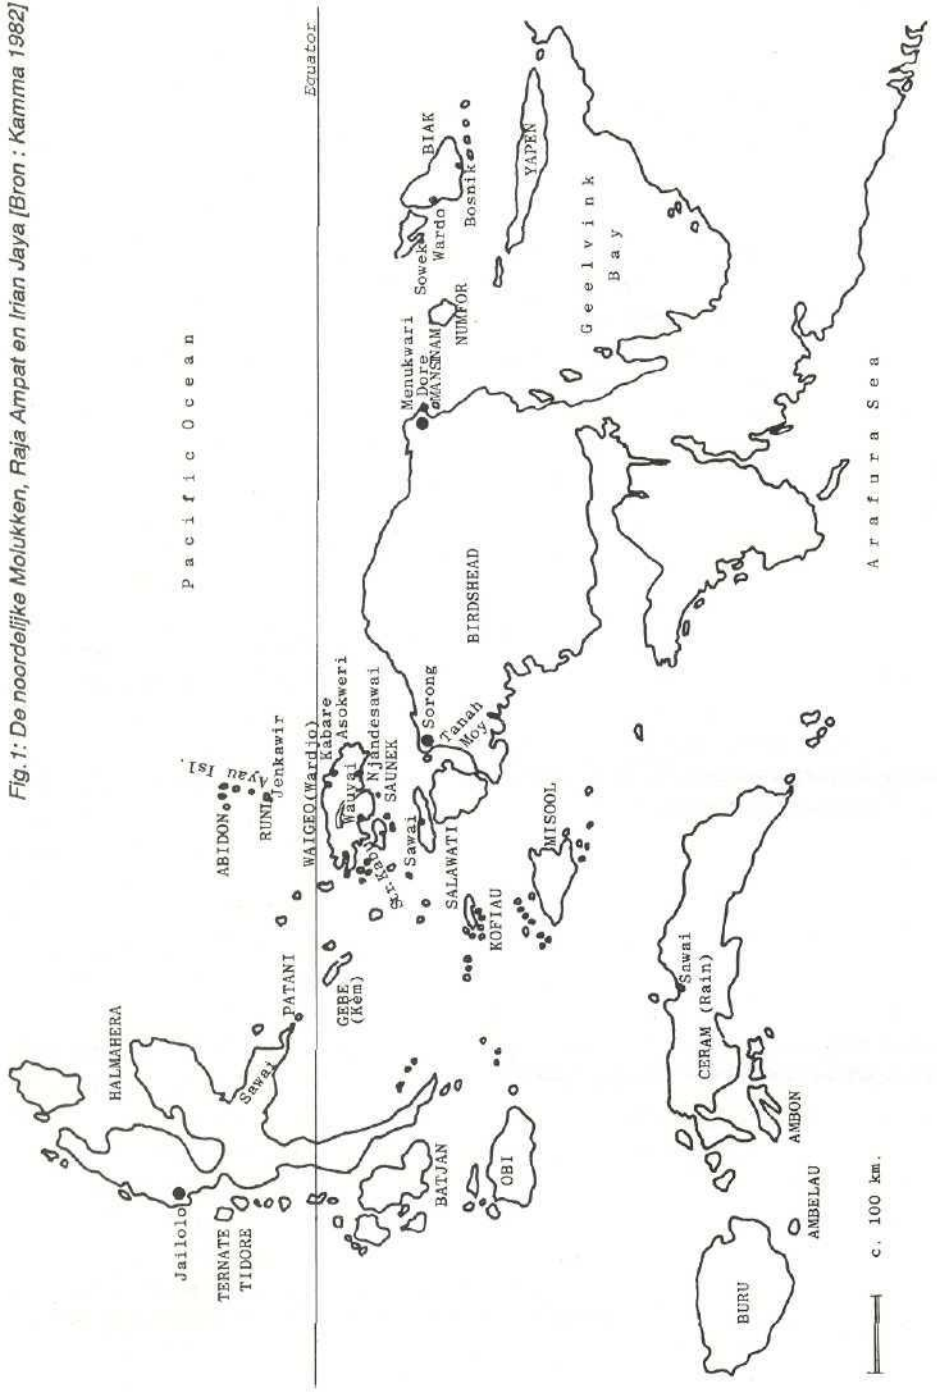 Fig. 1: De noordelijke Molukken, Raja Ampat en Irian Jaya [Bron : Kamma 1982]
Pacific Ocean
Equator
HALMAHERA
Jailolo
TERNATE
TIDORE
Sawai
PATANI
GEBE
(Kèm)
BATJAN
OBI
ABIDON
Ayau Isl.
RUNI
Jenkawir
WAIGEO(Wardjo)
Kabare
Asokweri
Wauyai
Njandesawai
SAUNEK
Sawai
SALAWATI
KOFIAU
MISOOL
Sorong
Tanah
Moy
BIRDSHEAD
Menukwari
Dore
MANSINAM
NUMFOR
Sowek
Wardo
BIAK
Bosnik
YAPEN
Geelvink
Bay
Arafura Sea
Sawai
CERAM (Rain)
AMBON
AMBELAU
BURU
c. 100 km.